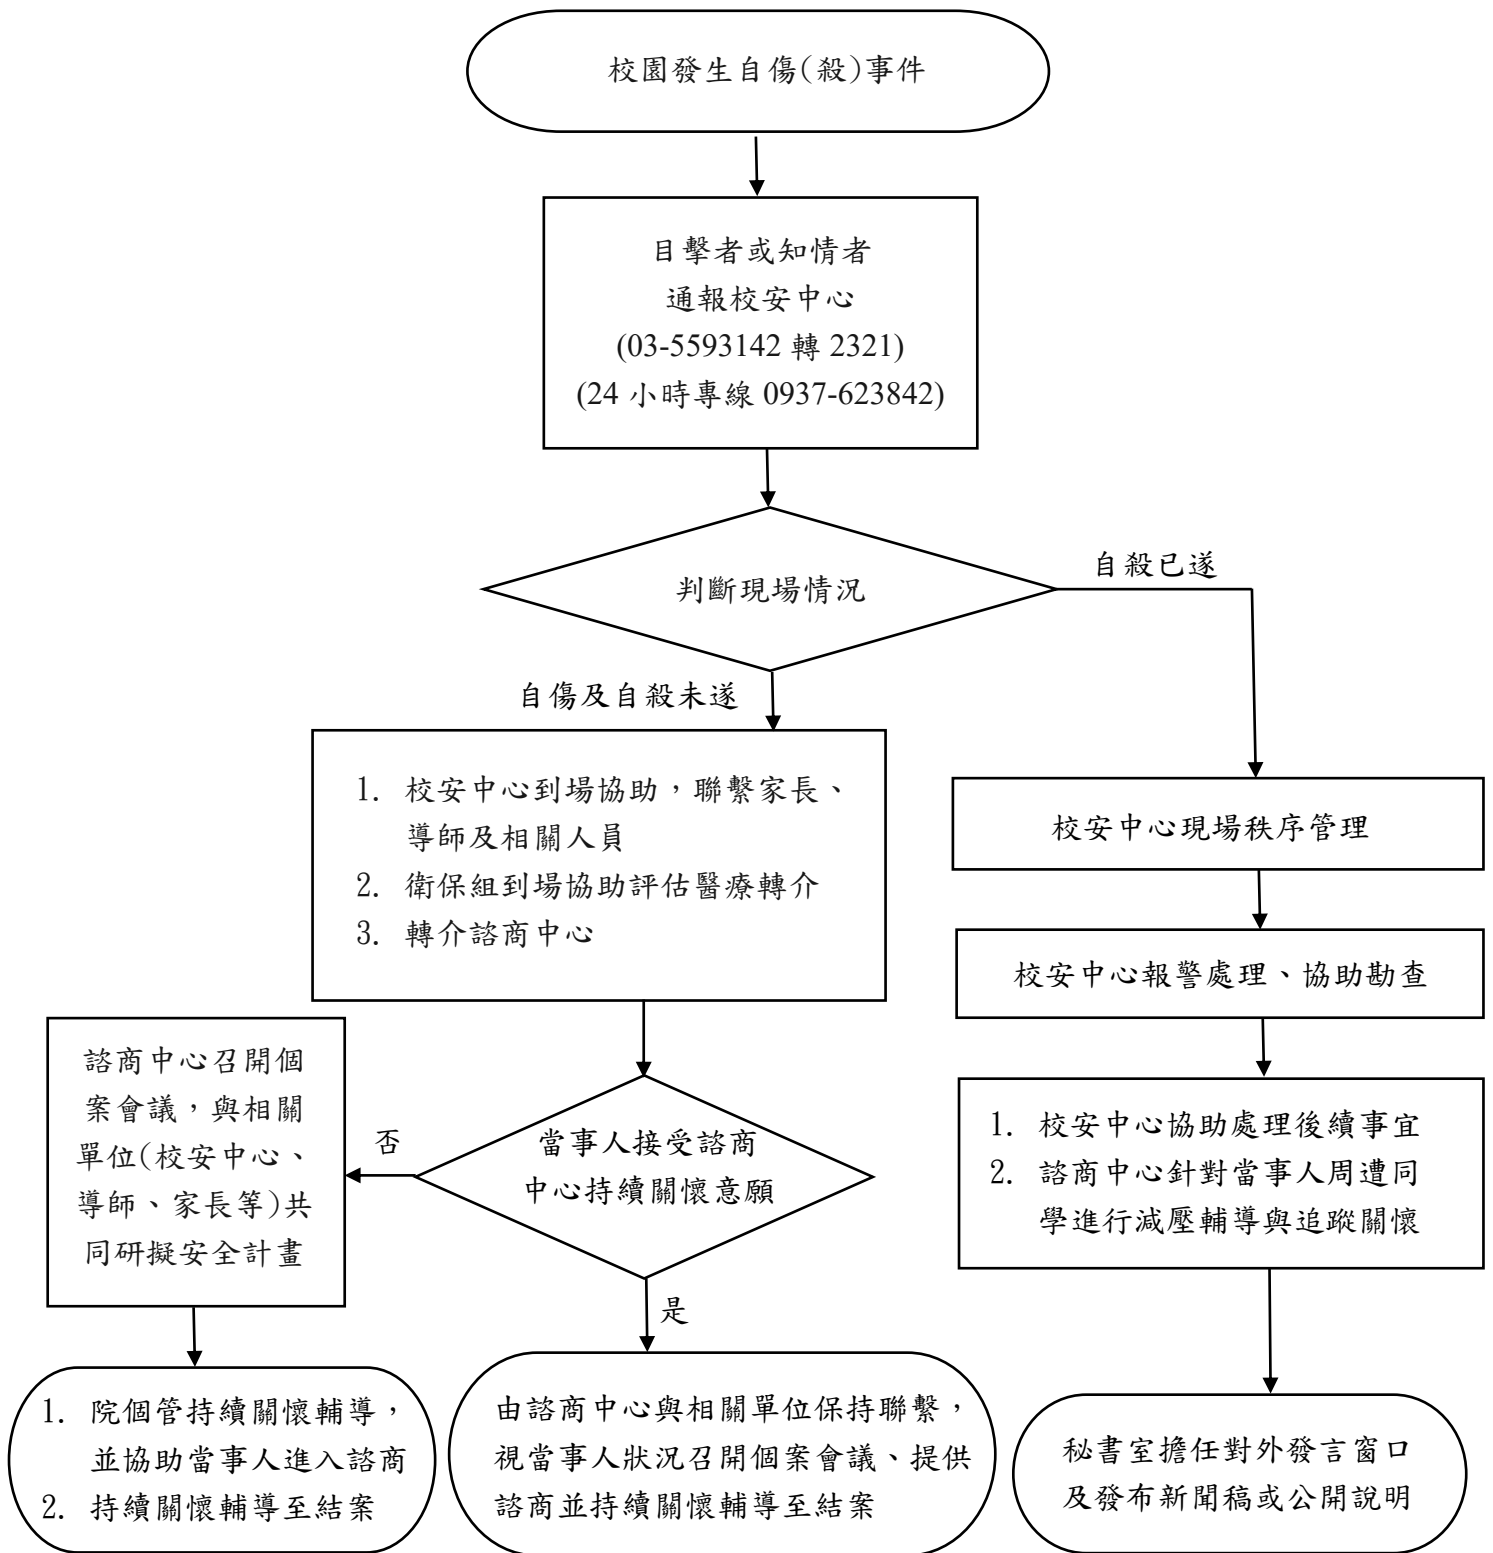 校園發生自傷(殺)事件
目擊者或知情者
通報校安中心
(03-5593142 轉 2321)
(24 小時專線 0937-623842)
判斷現場情況
自殺已遂
自傷及自殺未遂
1. 校安中心到場協助，聯繫家長、
導師及相關人員
2. 衛保組到場協助評估醫療轉介
3. 轉介諮商中心
校安中心現場秩序管理
校安中心報警處理、協助勘查
1. 校安中心協助處理後續事宜
2. 諮商中心針對當事人周遭同
學進行減壓輔導與追蹤關懷
秘書室擔任對外發言窗口
及發布新聞稿或公開說明
當事人接受諮商
中心持續關懷意願
否
諮商中心召開個
案會議，與相關
單位(校安中心、
導師、家長等)共
同研擬安全計畫
1. 院個管持續關懷輔導，
並協助當事人進入諮商
2. 持續關懷輔導至結案
是
由諮商中心與相關單位保持聯繫，
視當事人狀況召開個案會議、提供
諮商並持續關懷輔導至結案